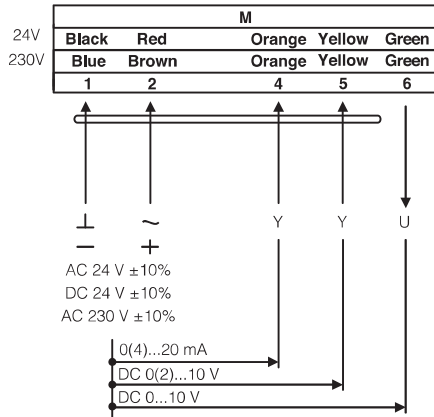 M
24V Black Red Orange Yellow Green
230V Blue Brown Orange Yellow Green
1 2 4 5 6
⊥ ~ Y Y U
− +
AC 24 V ±10%
DC 24 V ±10%
AC 230 V ±10%
0(4)...20 mA
DC 0(2)...10 V
DC 0...10 V